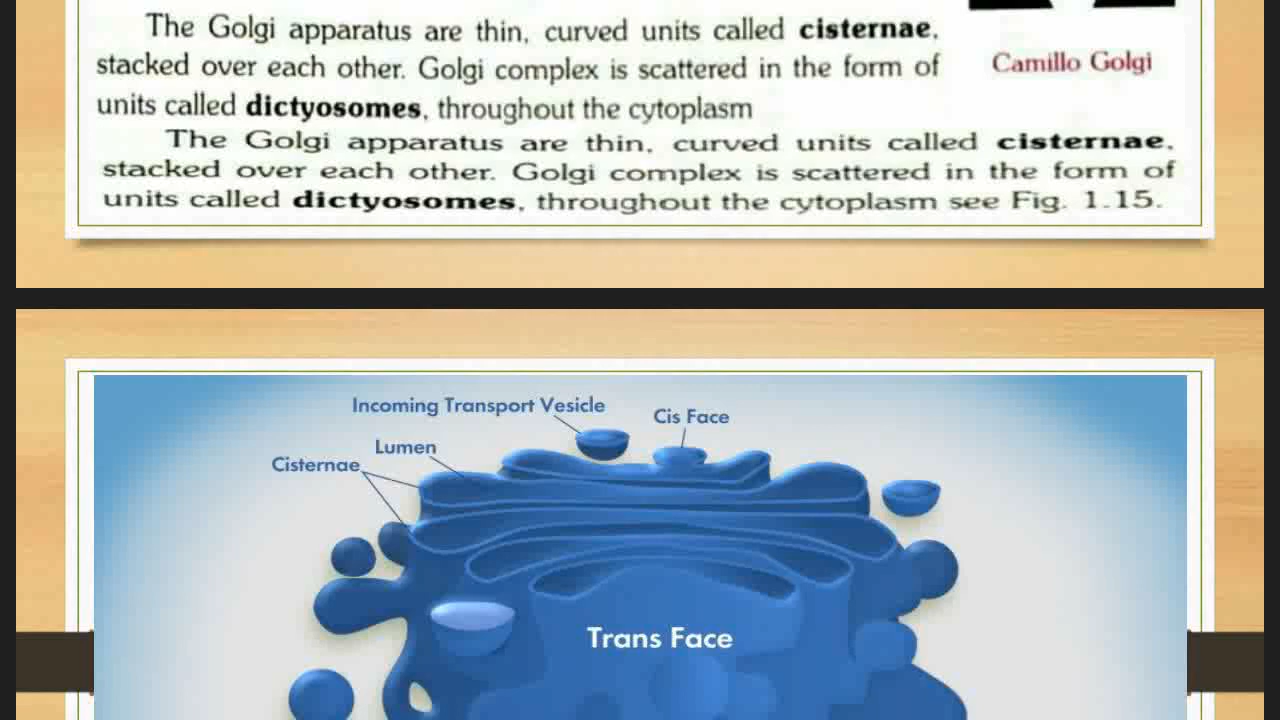 The Golgi apparatus are thin, curved units called cisternae,
stacked over each other. Golgi complex is scattered in the form of
units called dictyosomes, throughout the cytoplasm
Camillo Golgi
The Golgi apparatus are thin, curved units called cisternae,
stacked over each other. Golgi complex is scattered in the form of
units called dictyosomes, throughout the cytoplasm see Fig. 1.15.
Incoming Transport Vesicle
Cis Face
Lumen
Cisternae
Trans Face